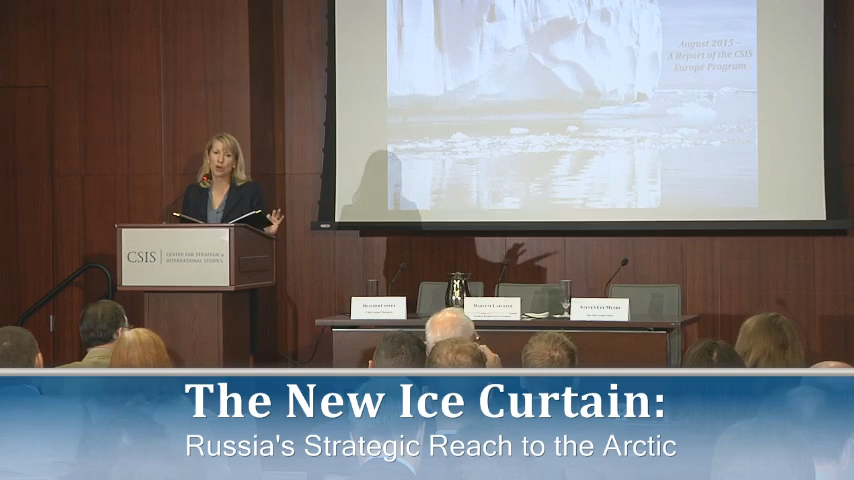 August 2015 –
A Report of the CSIS
Europe Program
CSIS
CENTER FOR STRATEGIC &
INTERNATIONAL STUDIES
The New Ice Curtain:
Russia's Strategic Reach to the Arctic